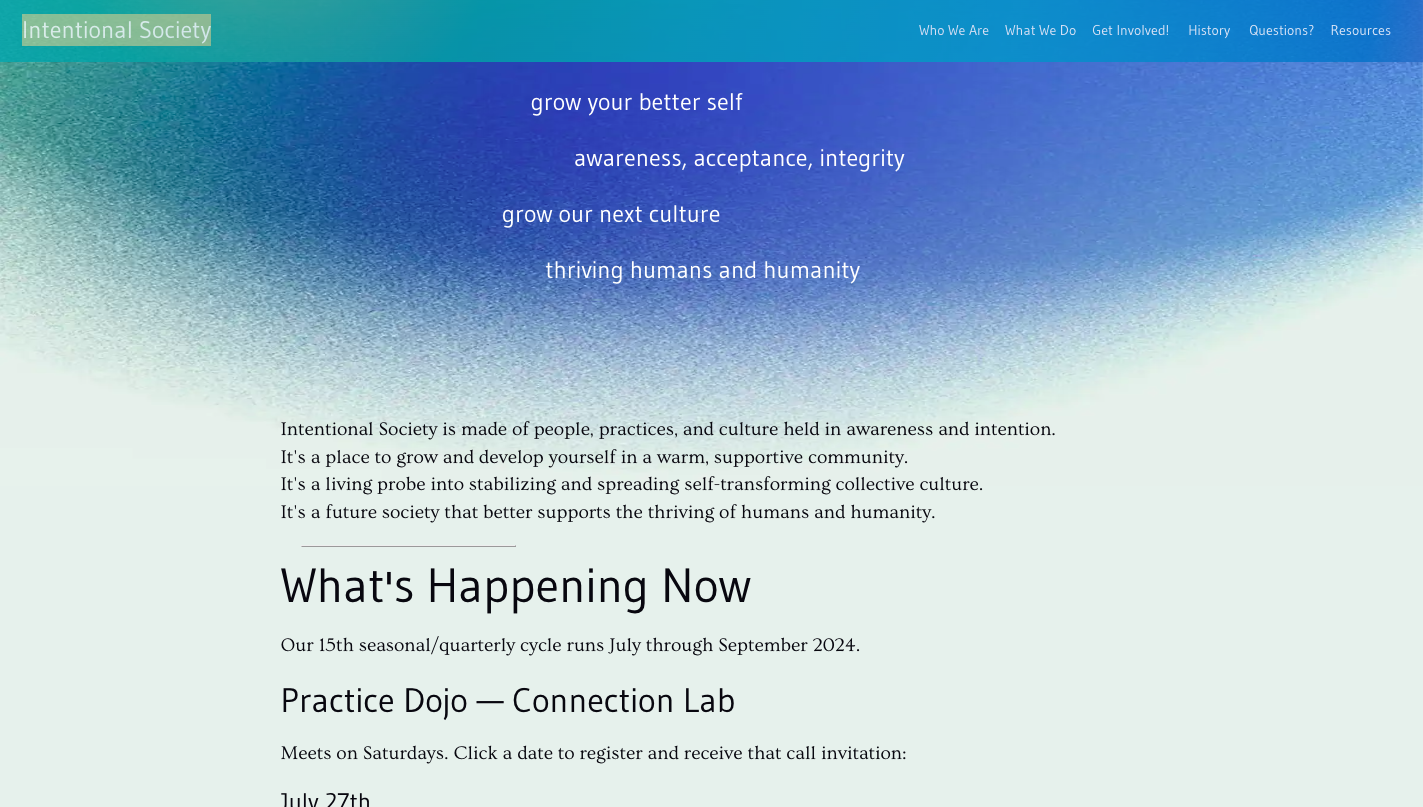 Intentional Society
Who We Are What We Do Get Involved! History Questions? Resources
grow your better self
awareness, acceptance, integrity
grow our next culture
thriving humans and humanity
Intentional Society is made of people, practices, and culture held in awareness and intention.
It's a place to grow and develop yourself in a warm, supportive community.
It's a living probe into stabilizing and spreading self-transforming collective culture.
It's a future society that better supports the thriving of humans and humanity.
What's Happening Now
Our 15th seasonal/quarterly cycle runs July through September 2024.
Practice Dojo — Connection Lab
Meets on Saturdays. Click a date to register and receive that call invitation:
July 27th